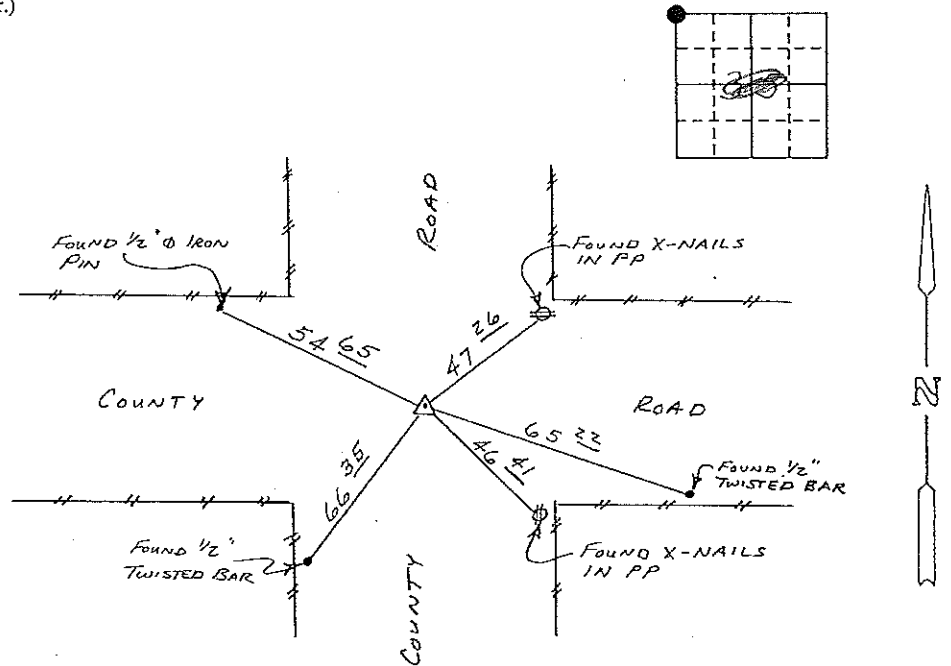 k.)
ROAD
FOUND 1/2" Φ IRON
PIN
FOUND X-NAILS
IN PP
54 65
47 26
COUNTY
ROAD
N
65 22
46 41
66 35
FOUND 1/2"
TWISTED BAR
FOUND 1/2"
TWISTED BAR
FOUND X-NAILS
IN PP
COUNTY